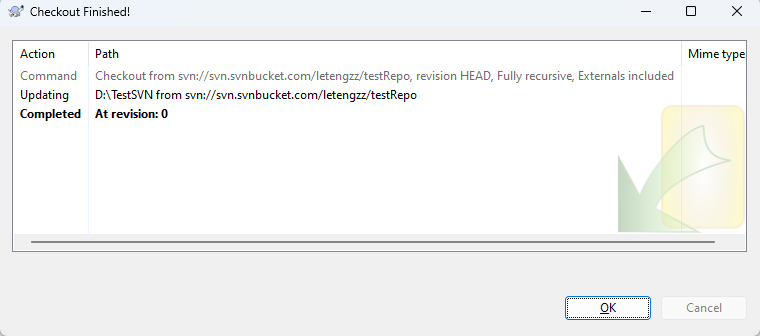 Checkout Finished!
Action Path Mime type
Command Checkout from svn://svn.svnbucket.com/letengzz/testRepo, revision HEAD, Fully recursive, Externals included
Updating D:\TestSVN from svn://svn.svnbucket.com/letengzz/testRepo
Completed At revision: 0
OK Cancel